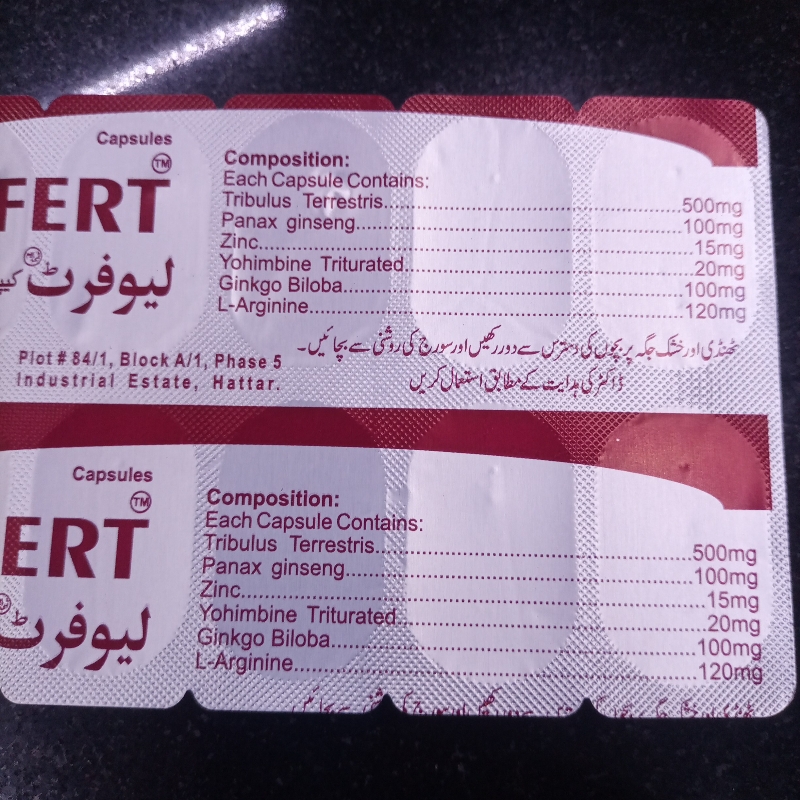 Capsules
FERT™
لیوفرٹ
Plot # 84/1, Block A/1, Phase 5
Industrial Estate, Hattar.
Composition:
Each Capsule Contains:
Tribulus Terrestris..........500mg
Panax ginseng..........100mg
Zinc..........15mg
Yohimbine Triturated..........20mg
Ginkgo Biloba..........100mg
L-Arginine..........120mg
ٹھنڈی اور خشک جگہ پر بچوں کی دسترس سے دور رکھیں اور سورج کی روشنی سے بچائیں۔
ڈاکٹر کی ہدایت کے مطابق استعمال کریں
Capsules
ERT™
لیوفرٹ
Composition:
Each Capsule Contains:
Tribulus Terrestris..........500mg
Panax ginseng..........100mg
Zinc..........15mg
Yohimbine Triturated..........20mg
Ginkgo Biloba..........100mg
L-Arginine..........120mg